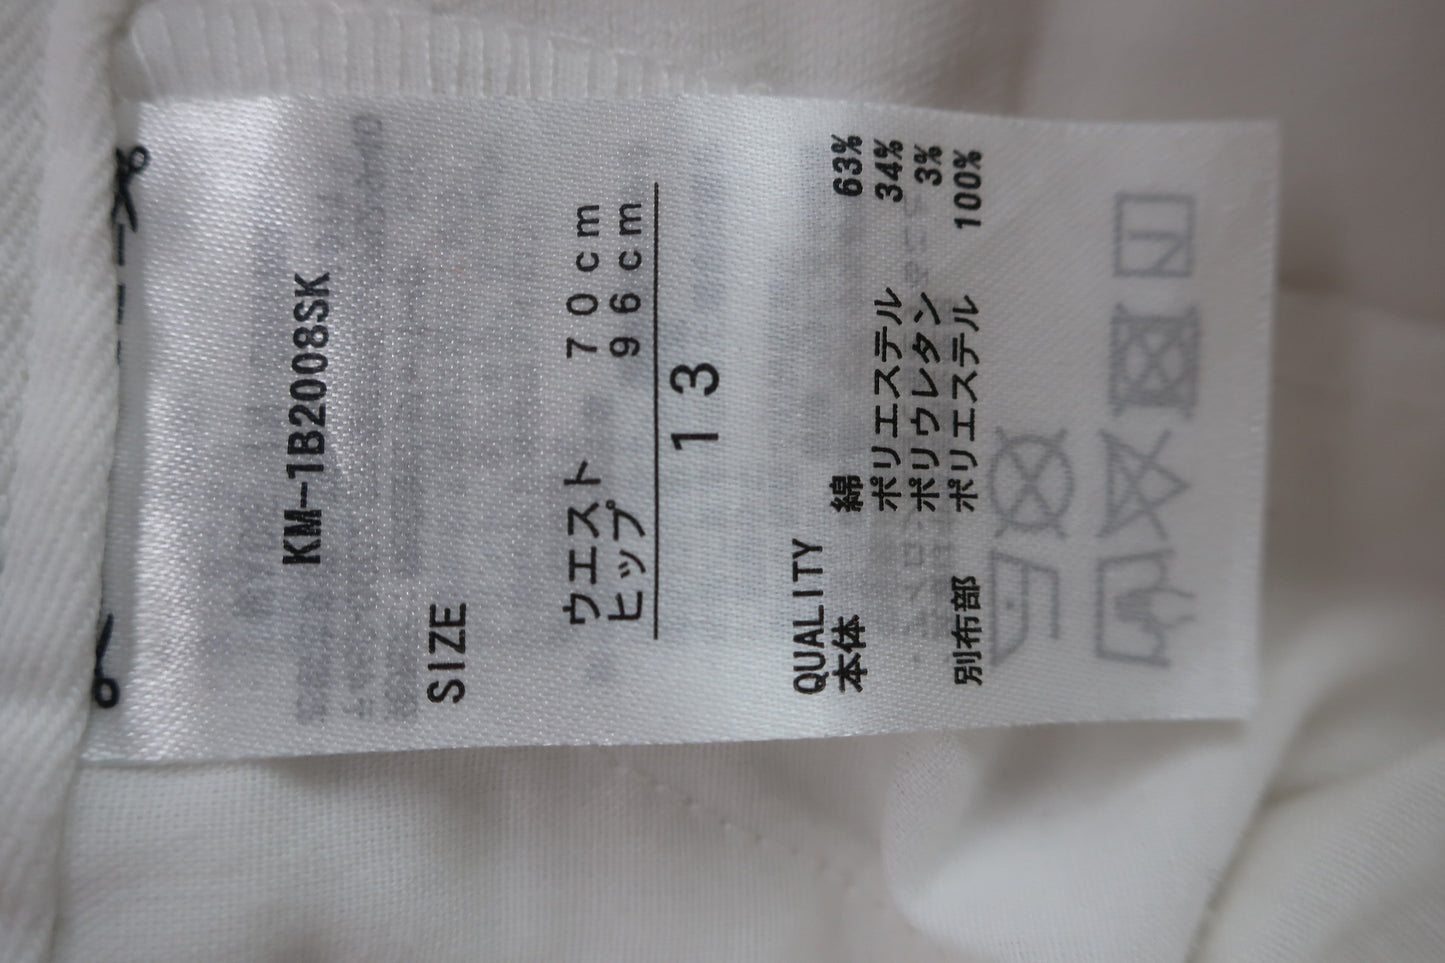 KM-1B2008SK
SIZE
ウエスト 70cm
ヒップ 96cm
13
QUALITY
本体 綿 63%
ポリエステル 34%
ポリウレタン 3%
別布部 ポリエステル 100%